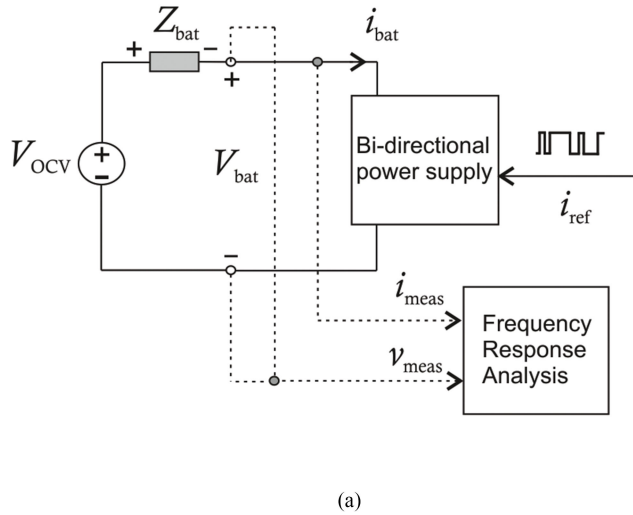 Z_bat
i_bat
+ −
+
V_OCV
+
−
V_bat
Bi-directional
power supply
i_ref
−
i_meas
v_meas
Frequency
Response
Analysis
(a)